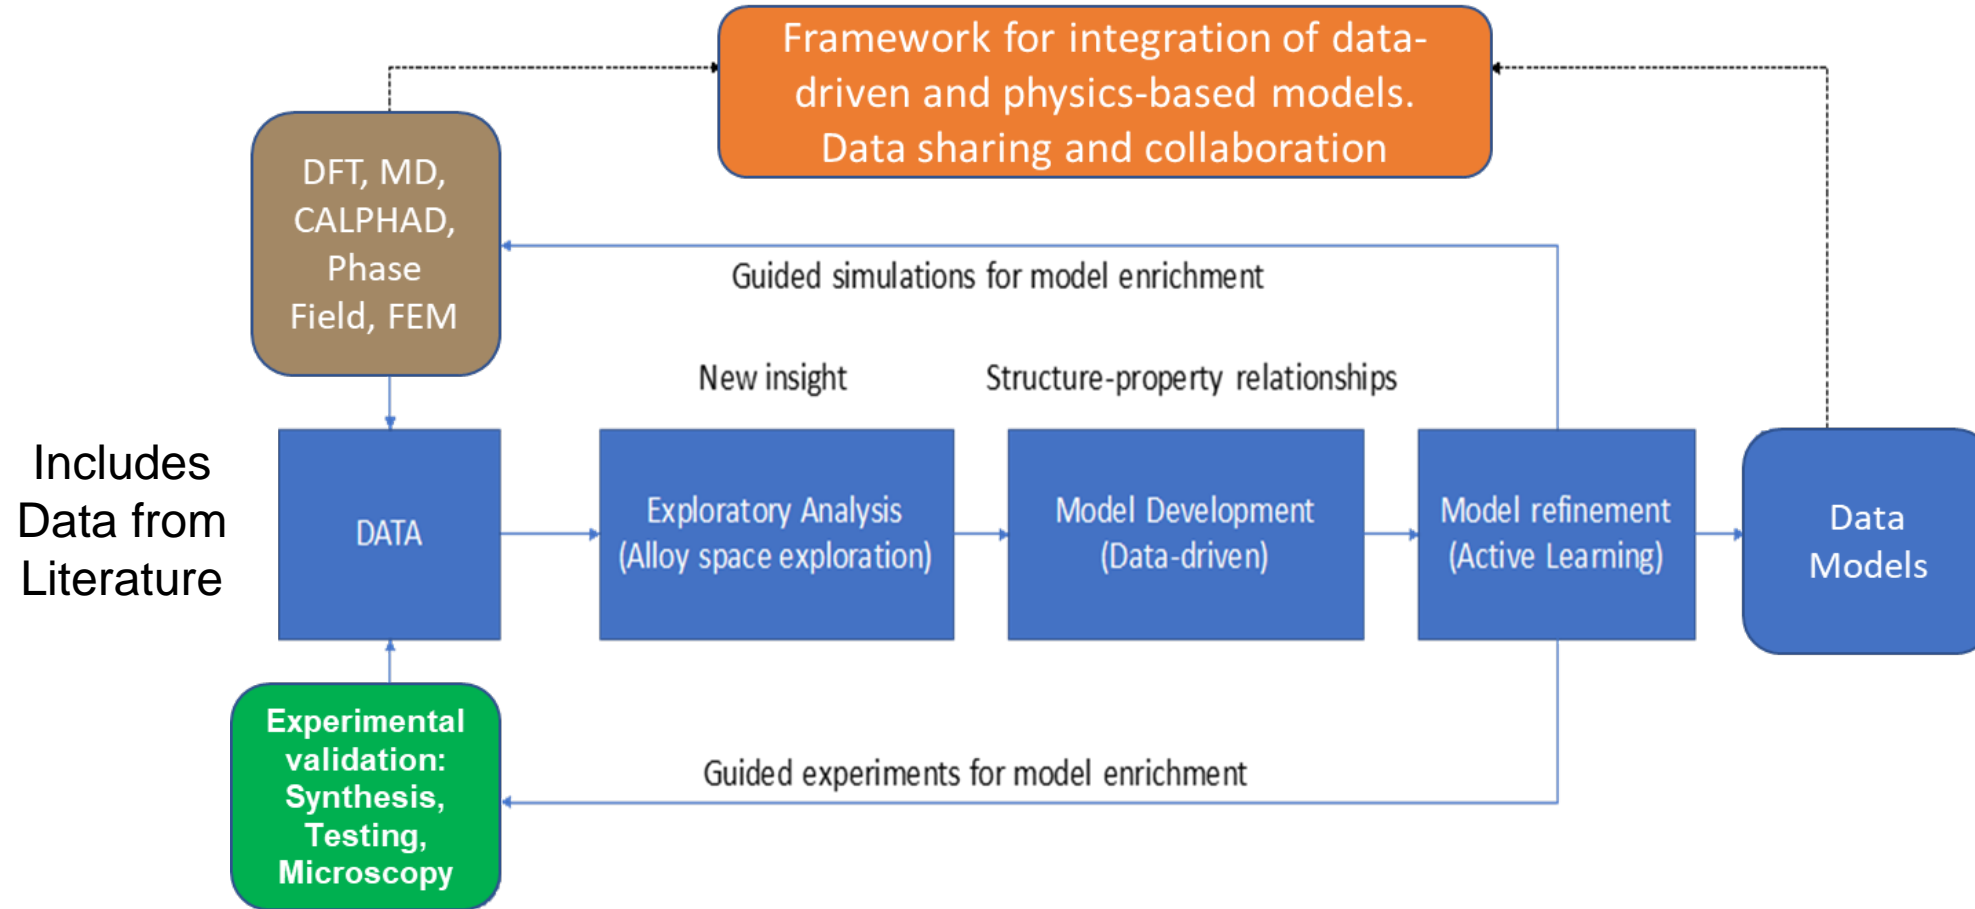 Framework for integration of data-
driven and physics-based models.
Data sharing and collaboration
DFT, MD,
CALPHAD,
Phase
Field, FEM
Guided simulations for model enrichment
New insight
Structure-property relationships
Includes
Data from
Literature
DATA
Exploratory Analysis
(Alloy space exploration)
Model Development
(Data-driven)
Model refinement
(Active Learning)
Data
Models
Experimental
validation:
Synthesis,
Testing,
Microscopy
Guided experiments for model enrichment